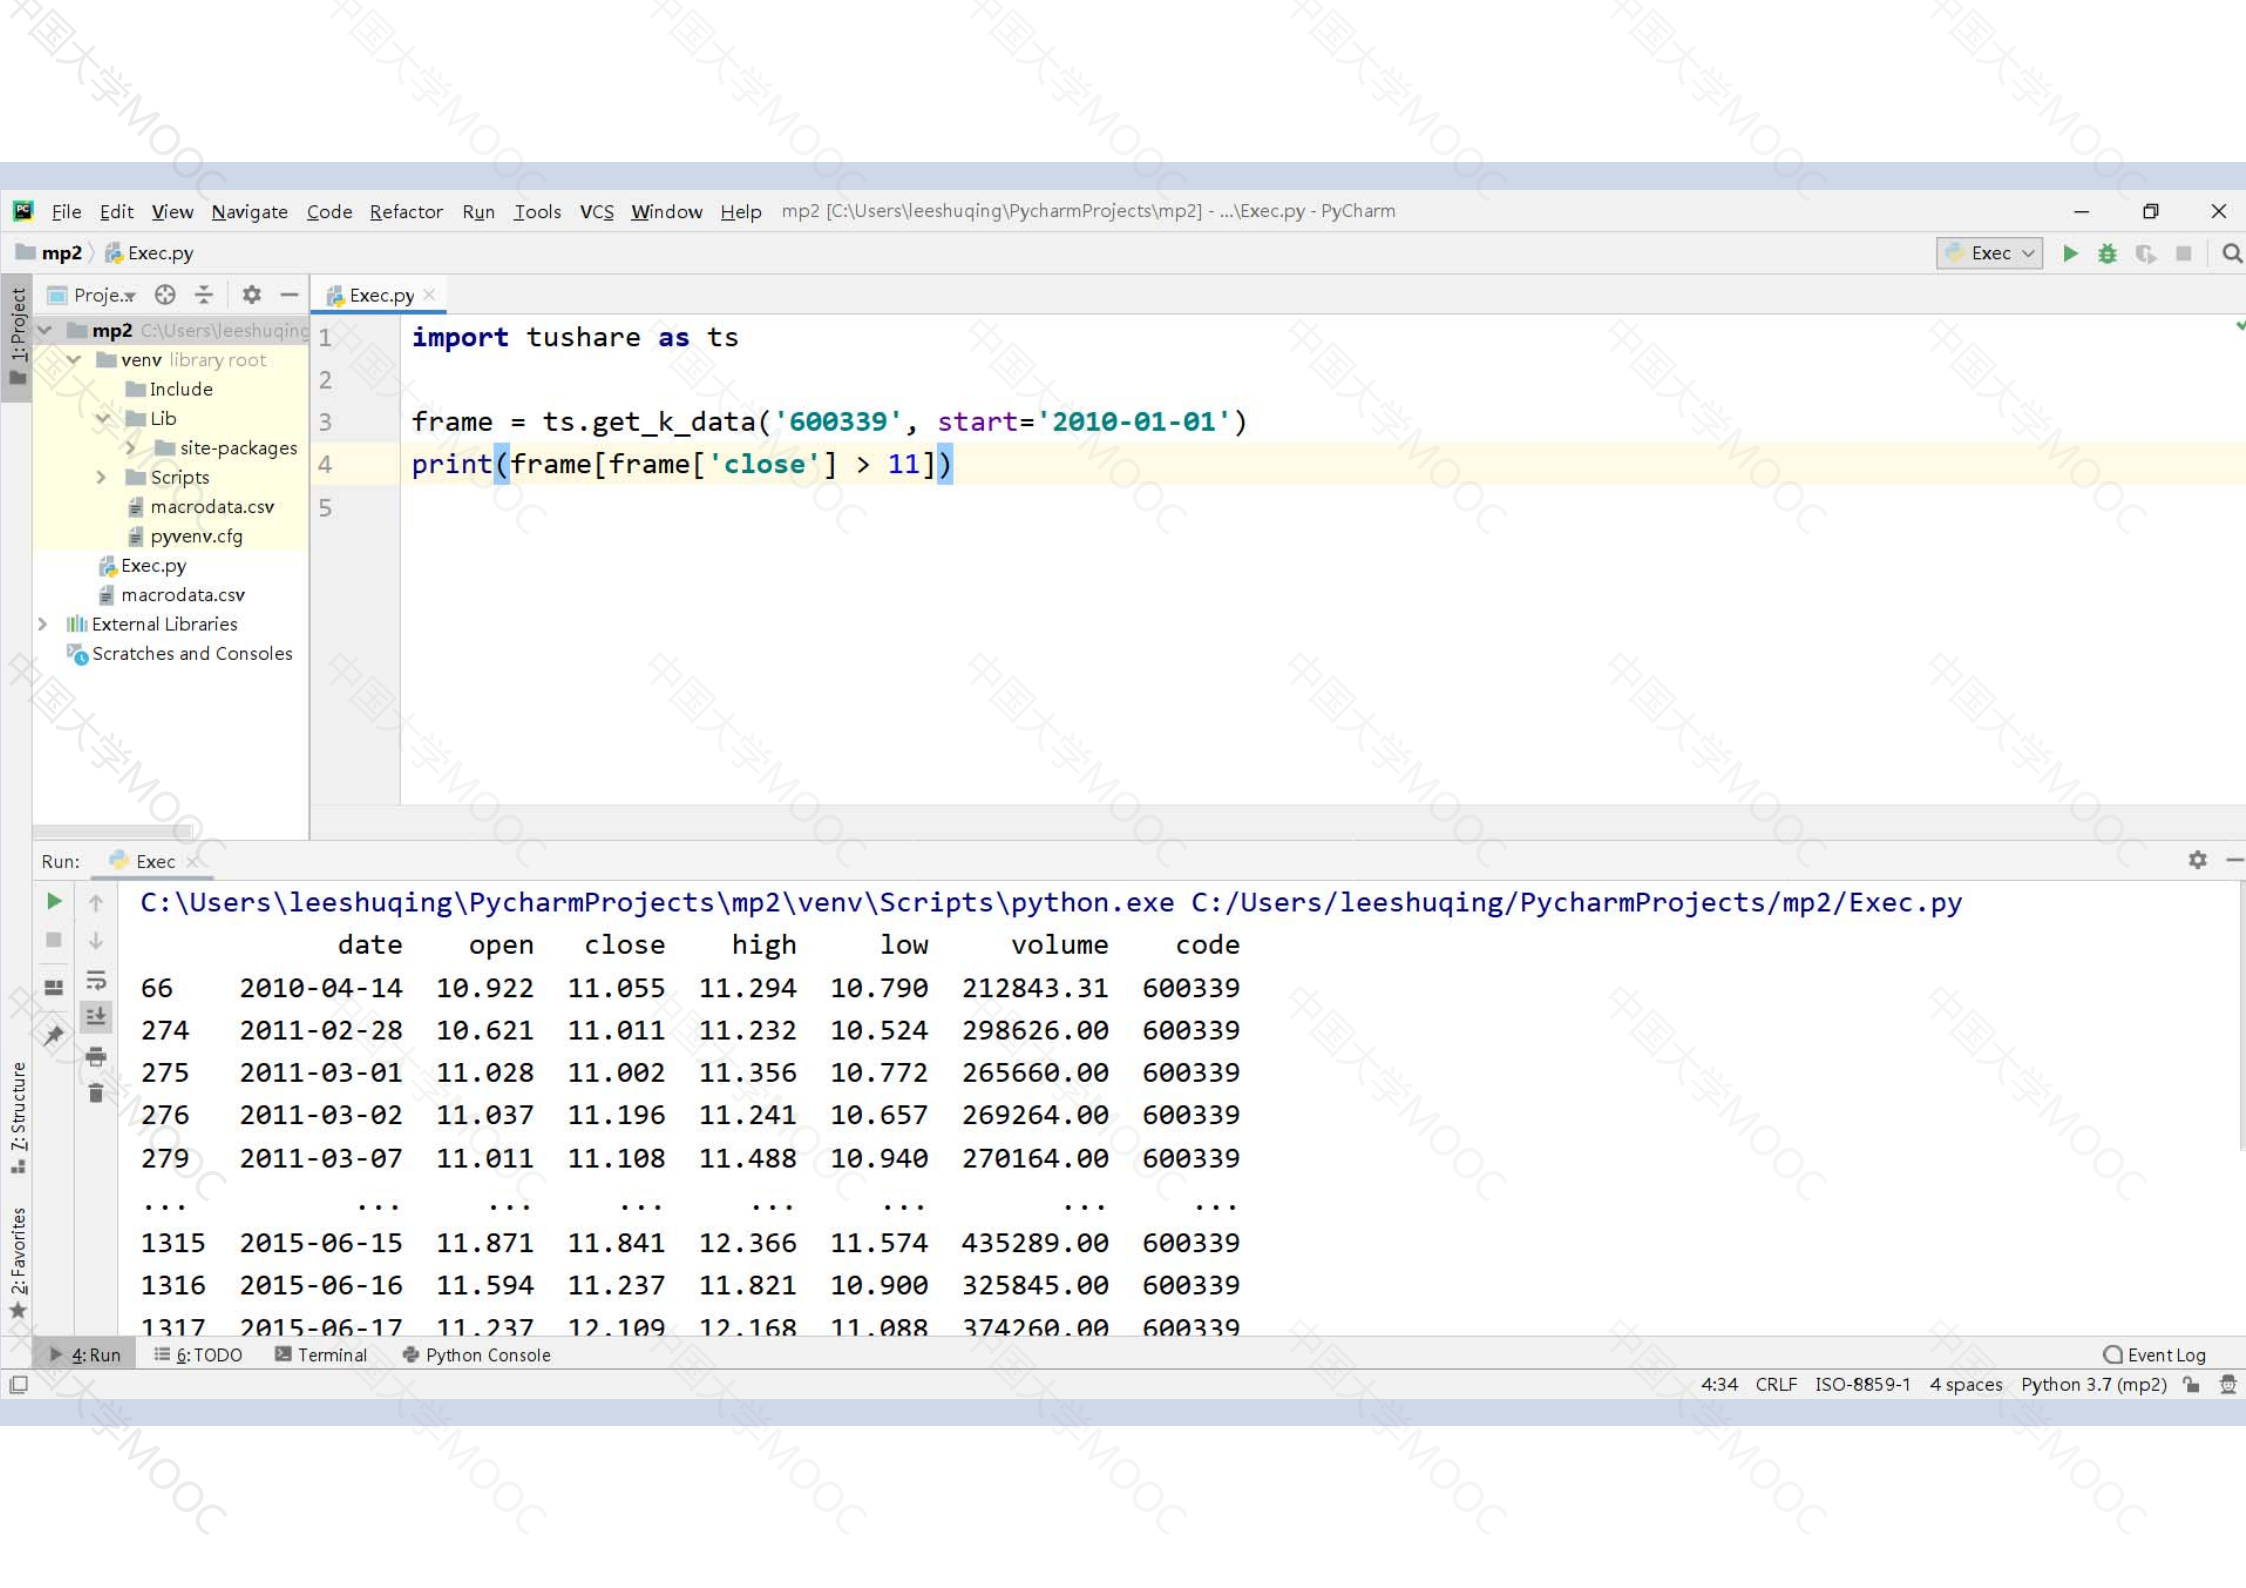 File Edit View Navigate Code Refactor Run Tools VCS Window Help mp2 [C:\Users\leeshuqing\PycharmProjects\mp2] - ...\Exec.py - PyCharm
mp2 Exec.py
Exec
1: Project
Proje..
Exec.py
mp2 C:\Users\leeshuqing
venv library root
Include
Lib
site-packages
Scripts
macrodata.csv
pyvenv.cfg
Exec.py
macrodata.csv
External Libraries
Scratches and Consoles
1 import tushare as ts
2
3 frame = ts.get_k_data('600339', start='2010-01-01')
4 print(frame[frame['close'] > 11])
5
Run: Exec
C:\Users\leeshuqing\PycharmProjects\mp2\venv\Scripts\python.exe C:/Users/leeshuqing/PycharmProjects/mp2/Exec.py
date open close high low volume code
66 2010-04-14 10.922 11.055 11.294 10.790 212843.31 600339
274 2011-02-28 10.621 11.011 11.232 10.524 298626.00 600339
275 2011-03-01 11.028 11.002 11.356 10.772 265660.00 600339
276 2011-03-02 11.037 11.196 11.241 10.657 269264.00 600339
279 2011-03-07 11.011 11.108 11.488 10.940 270164.00 600339
... ... ... ... ... ... ... ...
1315 2015-06-15 11.871 11.841 12.366 11.574 435289.00 600339
1316 2015-06-16 11.594 11.237 11.821 10.900 325845.00 600339
1317 2015-06-17 11.237 12.109 12.168 11.088 374260.00 600339
Z: Structure
2: Favorites
4: Run 6: TODO Terminal Python Console
Event Log
4:34 CRLF ISO-8859-1 4 spaces Python 3.7 (mp2)
中国大学MOOC